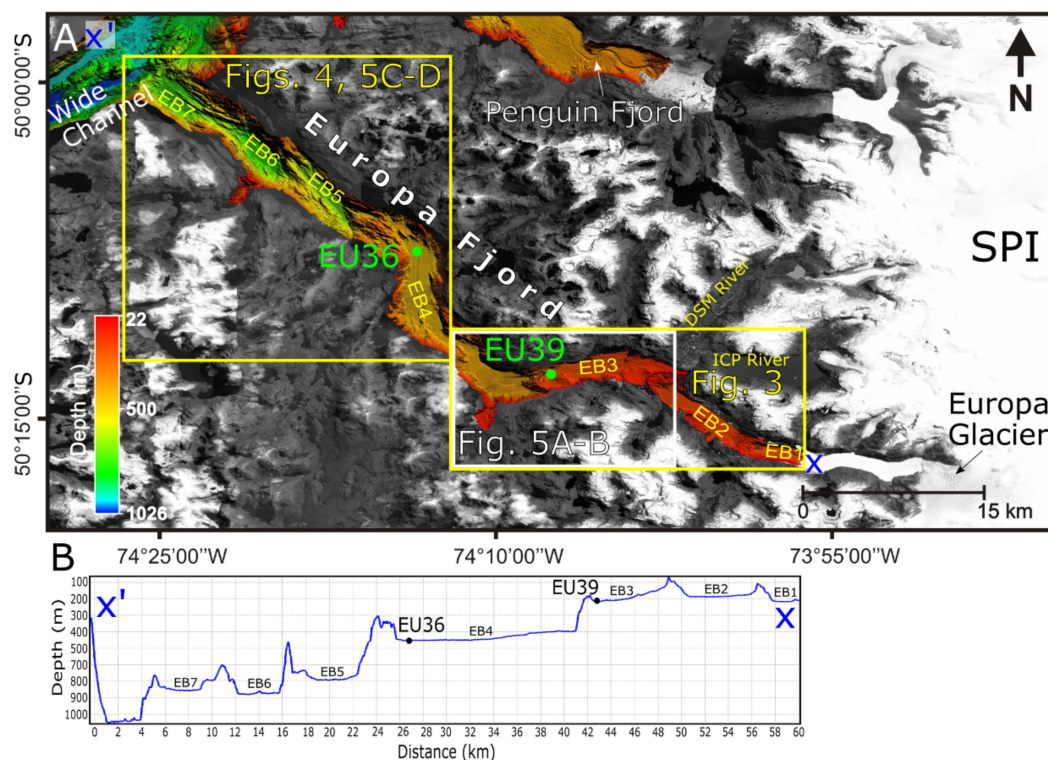 A
X'
Figs. 4, 5C-D
Wide
Channel
EB7
EB6
EB5
Europa
Fjord
EU36
EB4
Penguin Fjord
N
SPI
DSM River
ICP River
Fig. 3
EU39
EB3
EB2
EB1
Fig. 5A-B
X
Europa
Glacier
0
15 km
22
500
1026
Depth (m)
50°00'00''S
50°15'00''S
74°25'00''W
74°10'00''W
73°55'00''W
B
X'
X
EU36
EU39
EB7
EB6
EB5
EB4
EB3
EB2
EB1
Depth (m)
100
200
300
400
500
600
700
800
900
1000
0 2 4 6 8 10 12 14 16 18 20 22 24 26 28 30 32 34 36 38 40 42 44 46 48 50 52 54 56 58 60
Distance (km)